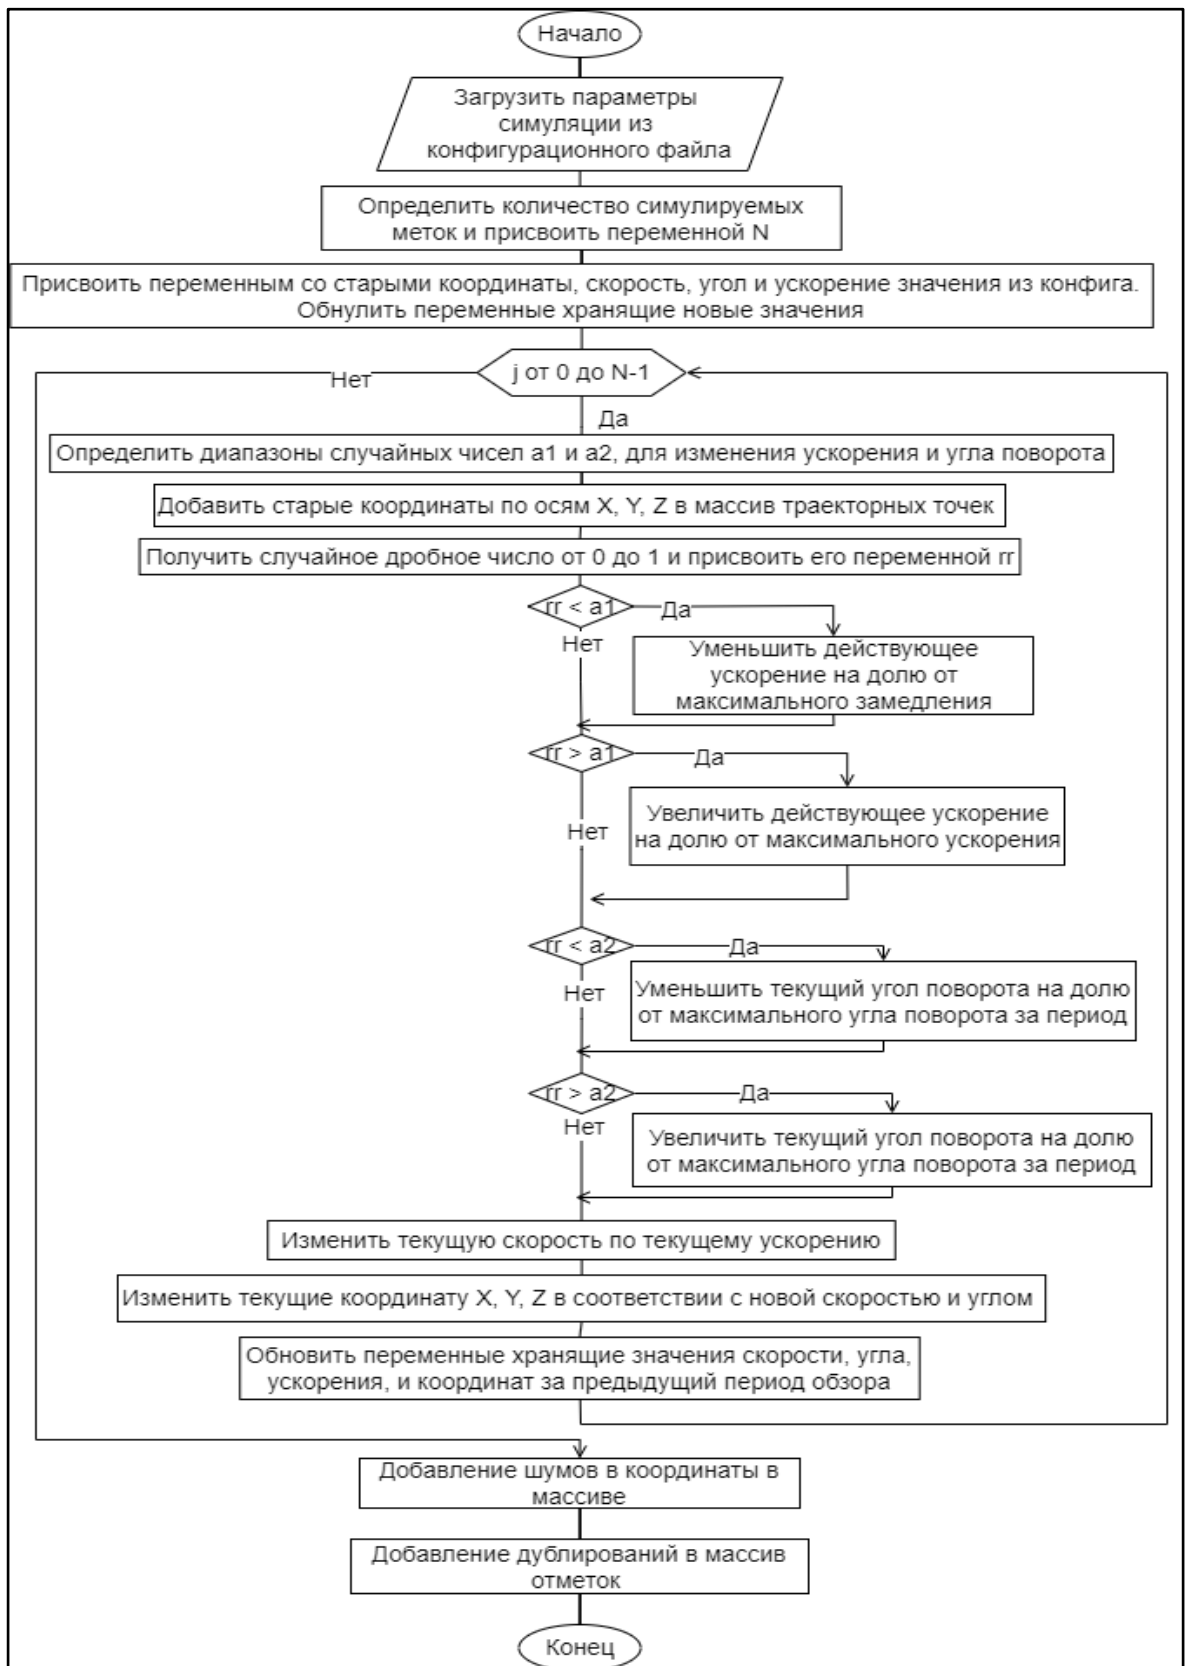 Начало
Загрузить параметры
симуляции из
конфигурационного файла
Определить количество симулируемых
меток и присвоить переменной N
Присвоить переменным со старыми координаты, скорость, угол и ускорение значения из конфига.
Обнулить переменные хранящие новые значения
j от 0 до N-1
Нет
Да
Определить диапазоны случайных чисел a1 и a2, для изменения ускорения и угла поворота
Добавить старые координаты по осям X, Y, Z в массив траекторных точек
Получить случайное дробное число от 0 до 1 и присвоить его переменной rr
rr < a1
Да
Нет
Уменьшить действующее
ускорение на долю от
максимального замедления
rr > a1
Да
Нет
Увеличить действующее ускорение
на долю от максимального ускорения
rr < a2
Да
Нет
Уменьшить текущий угол поворота на долю
от максимального угла поворота за период
rr > a2
Да
Нет
Увеличить текущий угол поворота на долю
от максимального угла поворота за период
Изменить текущую скорость по текущему ускорению
Изменить текущие координату X, Y, Z в соответствии с новой скоростью и углом
Обновить переменные хранящие значения скорости, угла,
ускорения, и координат за предыдущий период обзора
Добавление шумов в координаты в
массиве
Добавление дублирований в массив
отметок
Конец